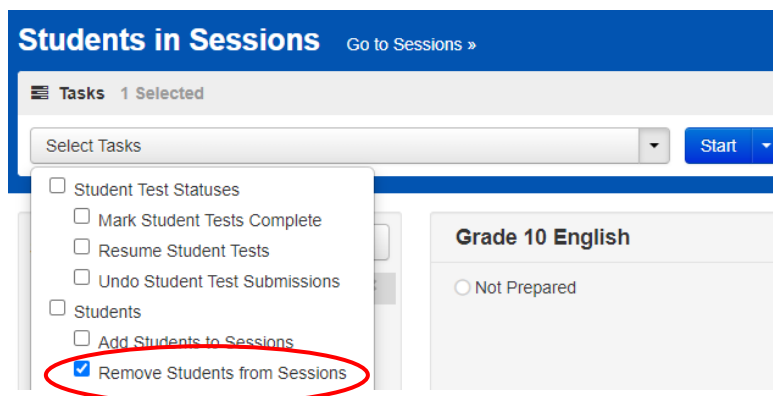 Students in Sessions Go to Sessions »
Tasks 1 Selected
Select Tasks
Start
Student Test Statuses
Mark Student Tests Complete
Resume Student Tests
Undo Student Test Submissions
Students
Add Students to Sessions
Remove Students from Sessions
Grade 10 English
Not Prepared